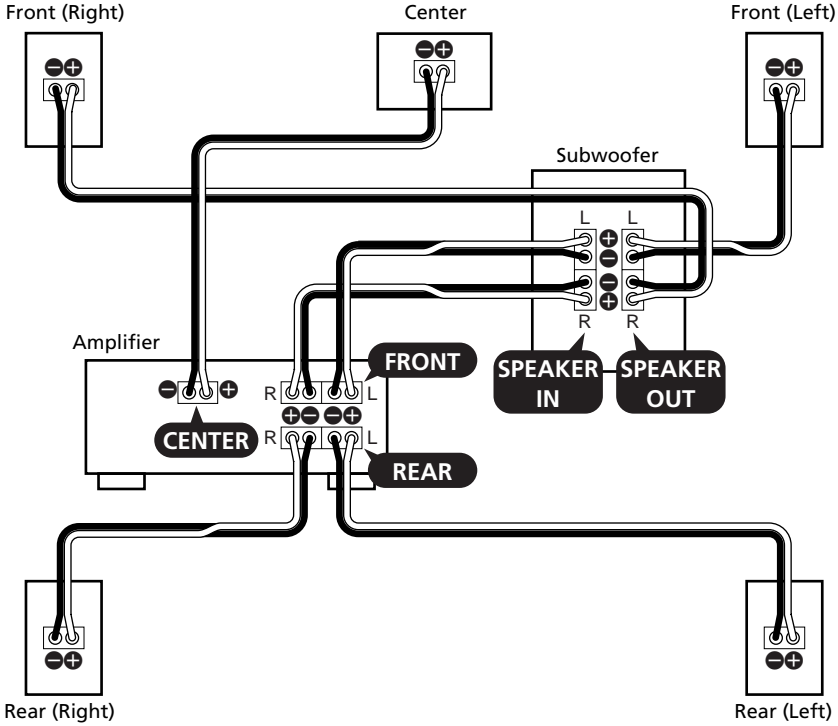 Front (Right)
Center
Front (Left)
Subwoofer
L
L
R
R
SPEAKER
IN
SPEAKER
OUT
Amplifier
FRONT
R
L
CENTER
R
L
REAR
Rear (Right)
Rear (Left)